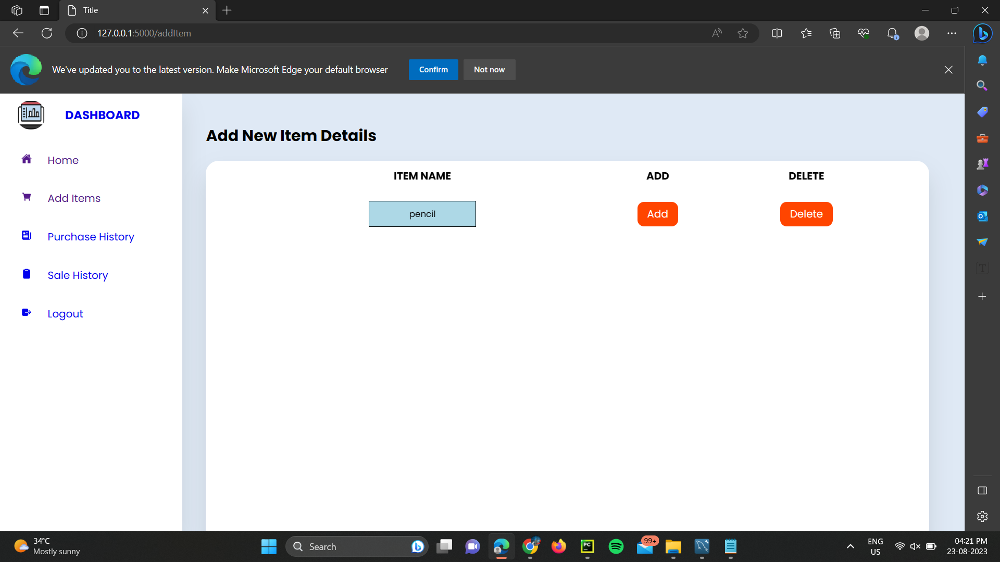 Title
127.0.0.1:5000/addItem
We've updated you to the latest version. Make Microsoft Edge your default browser
Confirm
Not now
DASHBOARD
Home
Add Items
Purchase History
Sale History
Logout
Add New Item Details
ITEM NAME ADD DELETE
pencil Add Delete
34°C
Mostly sunny
Search
PC
99+
ENG
US
04:21 PM
23-08-2023